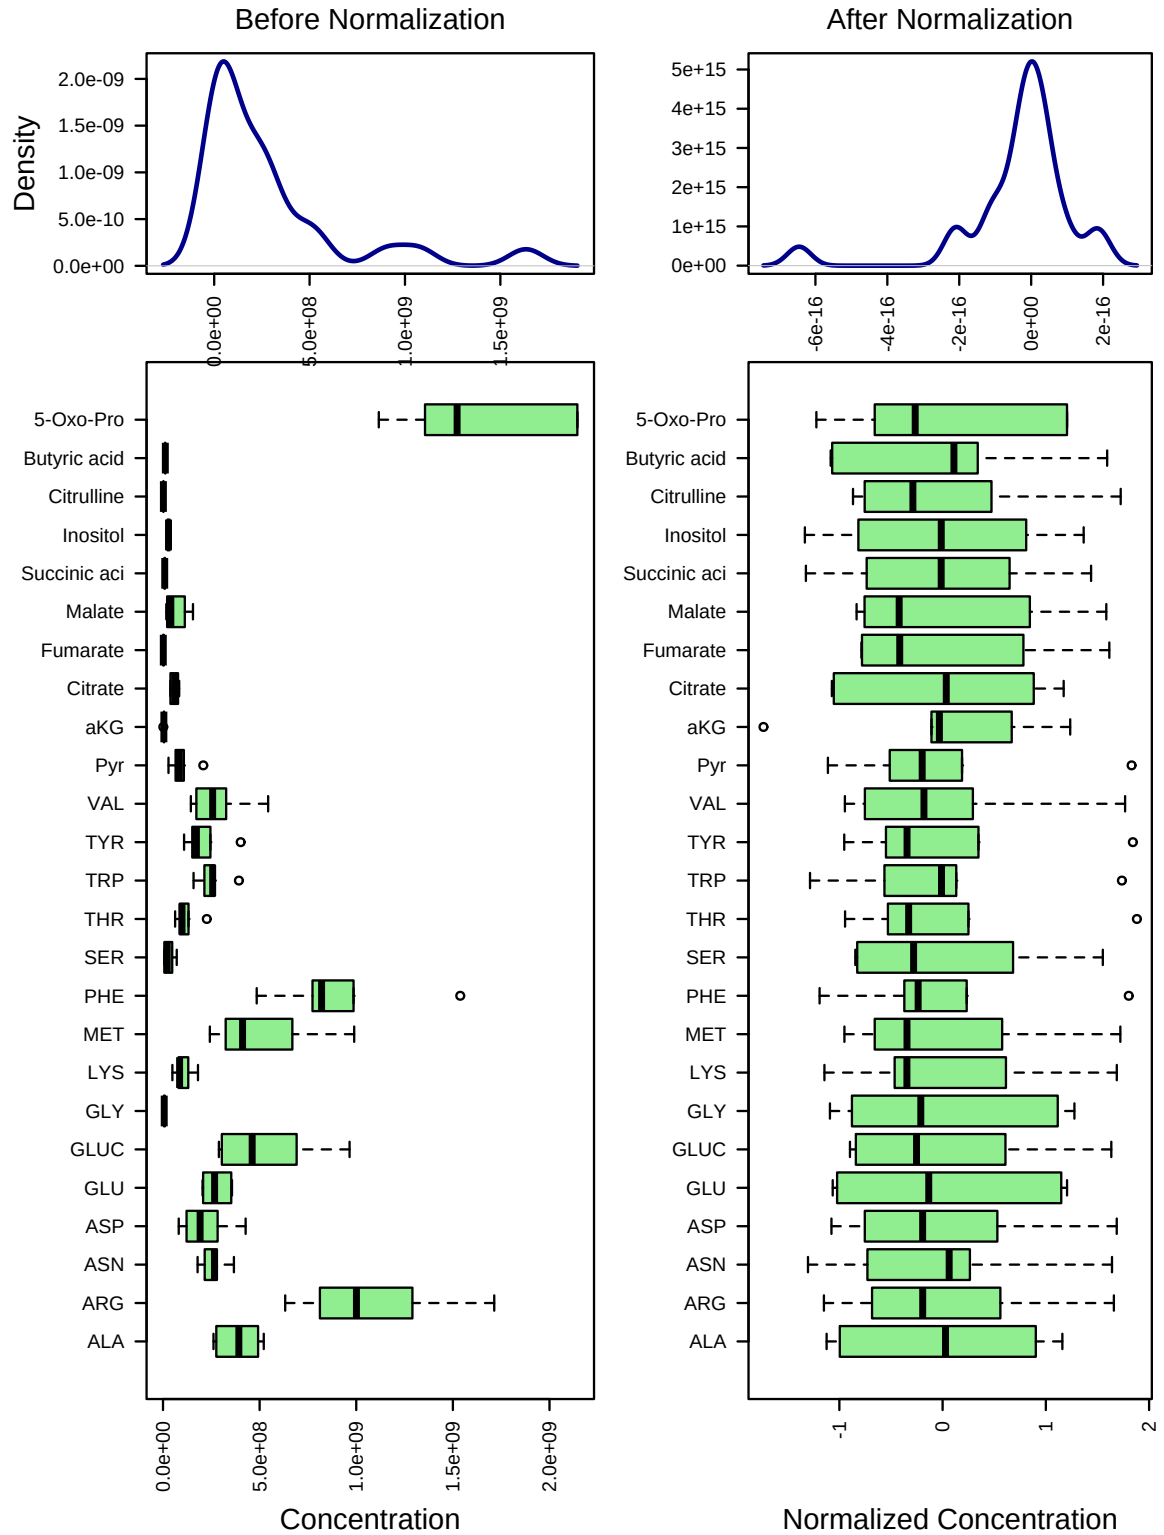 Before Normalization
After Normalization
Density
2.0e-09
1.5e-09
1.0e-09
5.0e-10
0.0e+00
0.0e+00
5.0e+08
1.0e+09
1.5e+09
5e+15
4e+15
3e+15
2e+15
1e+15
0e+00
-6e-16
-4e-16
-2e-16
0e+00
2e-16
5-Oxo-Pro
Butyric acid
Citrulline
Inositol
Succinic aci
Malate
Fumarate
Citrate
aKG
Pyr
VAL
TYR
TRP
THR
SER
PHE
MET
LYS
GLY
GLUC
GLU
ASP
ASN
ARG
ALA
0.0e+00
5.0e+08
1.0e+09
1.5e+09
2.0e+09
Concentration
5-Oxo-Pro
Butyric acid
Citrulline
Inositol
Succinic aci
Malate
Fumarate
Citrate
aKG
Pyr
VAL
TYR
TRP
THR
SER
PHE
MET
LYS
GLY
GLUC
GLU
ASP
ASN
ARG
ALA
-1
0
1
2
Normalized Concentration